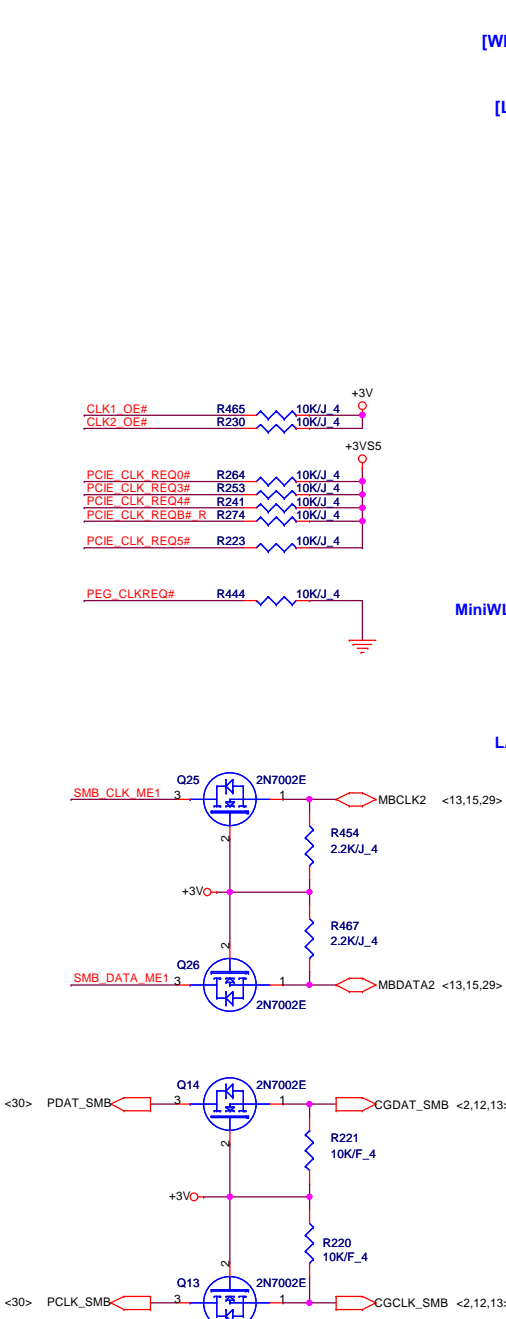 [W
[L
+3V
CLK1_OE# R465 10K/J_4
CLK2_OE# R230 10K/J_4
+3VS5
PCIE_CLK_REQ0# R264 10K/J_4
PCIE_CLK_REQ3# R253 10K/J_4
PCIE_CLK_REQ4# R241 10K/J_4
PCIE_CLK_REQB#_R R274 10K/J_4
PCIE_CLK_REQ5# R223 10K/J_4
PEG_CLKREQ# R444 10K/J_4
MiniWL
LA
Q25 2N7002E
SMB_CLK_ME1 3 1 MBCLK2 <13,15,29>
2
R454
2.2K/J_4
+3V
R467
2.2K/J_4
2
Q26
SMB_DATA_ME1 3 1 MBDATA2 <13,15,29>
2N7002E
Q14 2N7002E
<30> PDAT_SMB 3 1 CGDAT_SMB <2,12,13>
2
R221
10K/F_4
+3V
R220
10K/F_4
2
Q13 2N7002E
<30> PCLK_SMB 3 1 CGCLK_SMB <2,12,13>